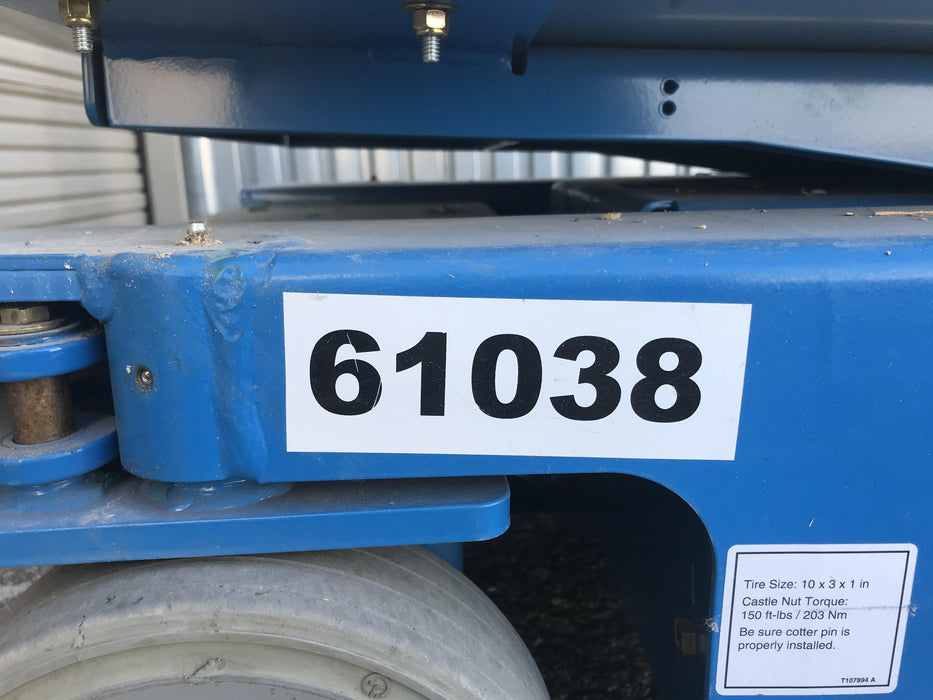 61038
Tire Size: 10 x 3 x 1 in
Castle Nut Torque:
150 ft-lbs / 203 Nm
Be sure cotter pin is
properly installed.
T107894 A